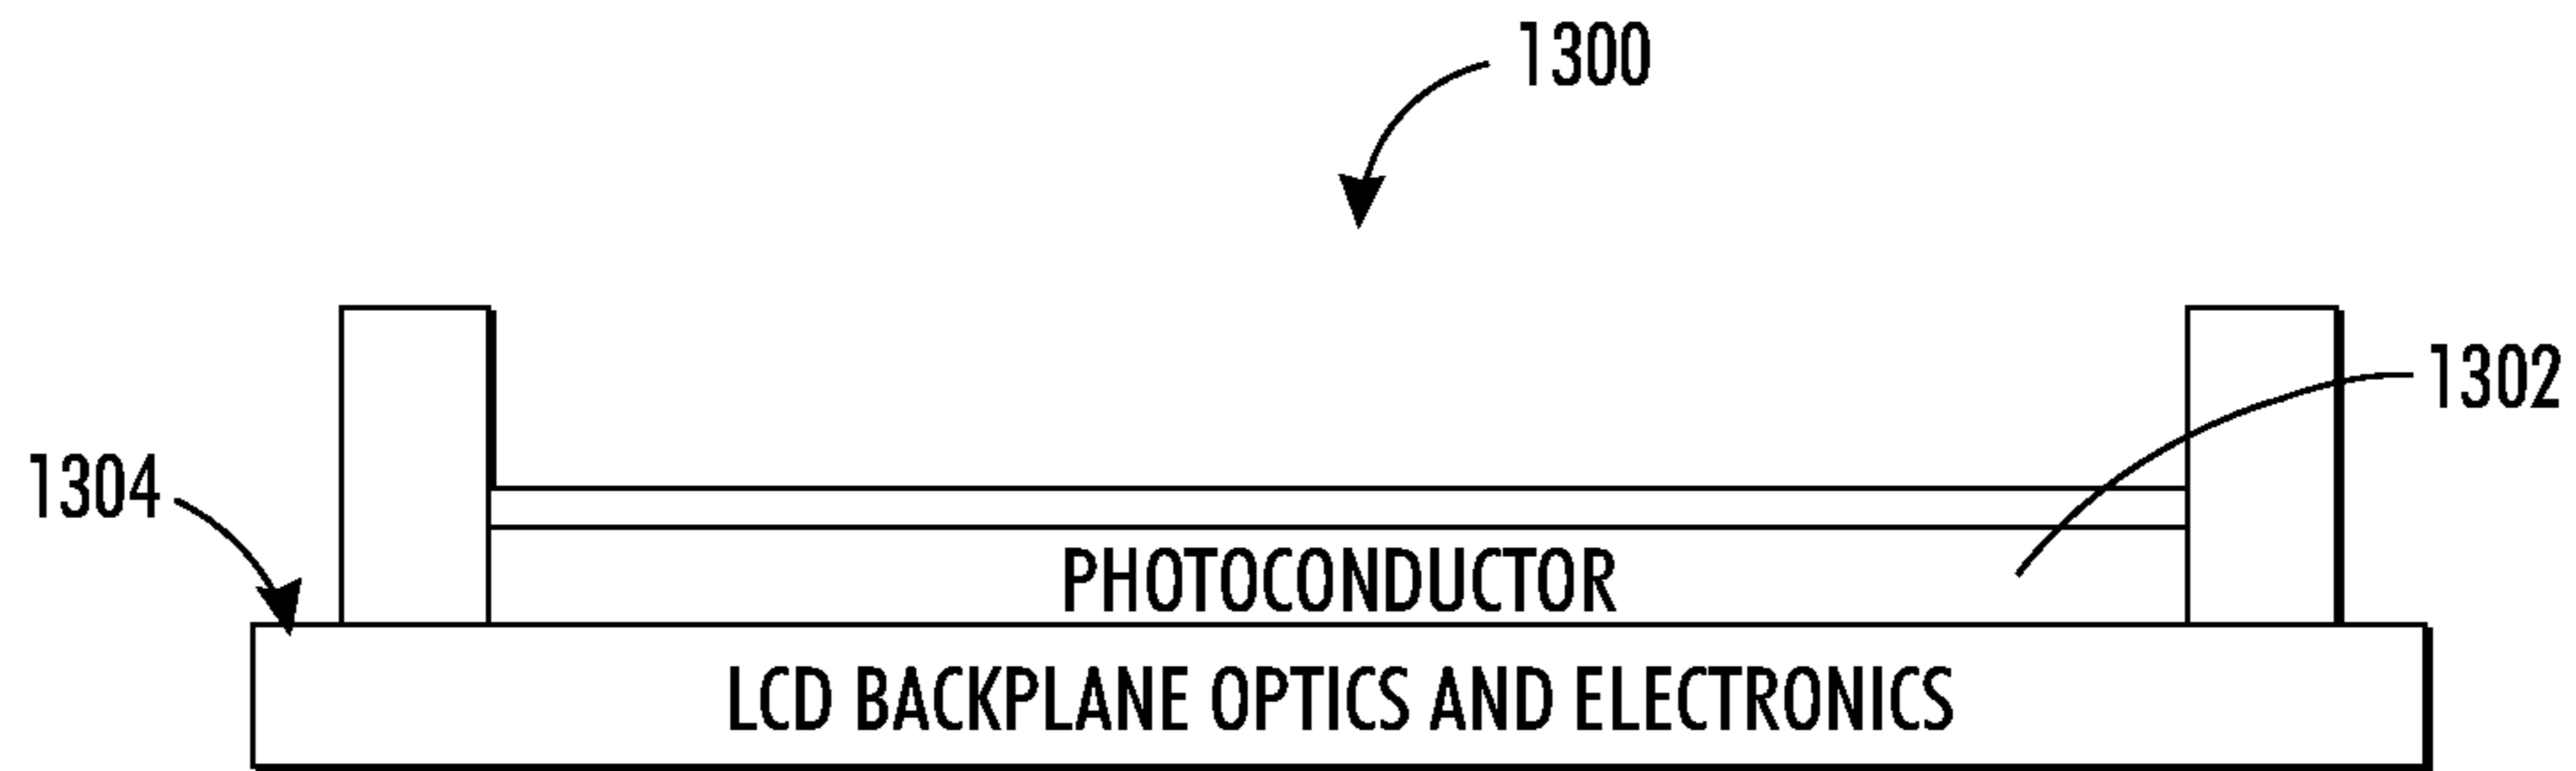 1300
1302
1304
PHOTOCONDUCTOR
LCD BACKPLANE OPTICS AND ELECTRONICS